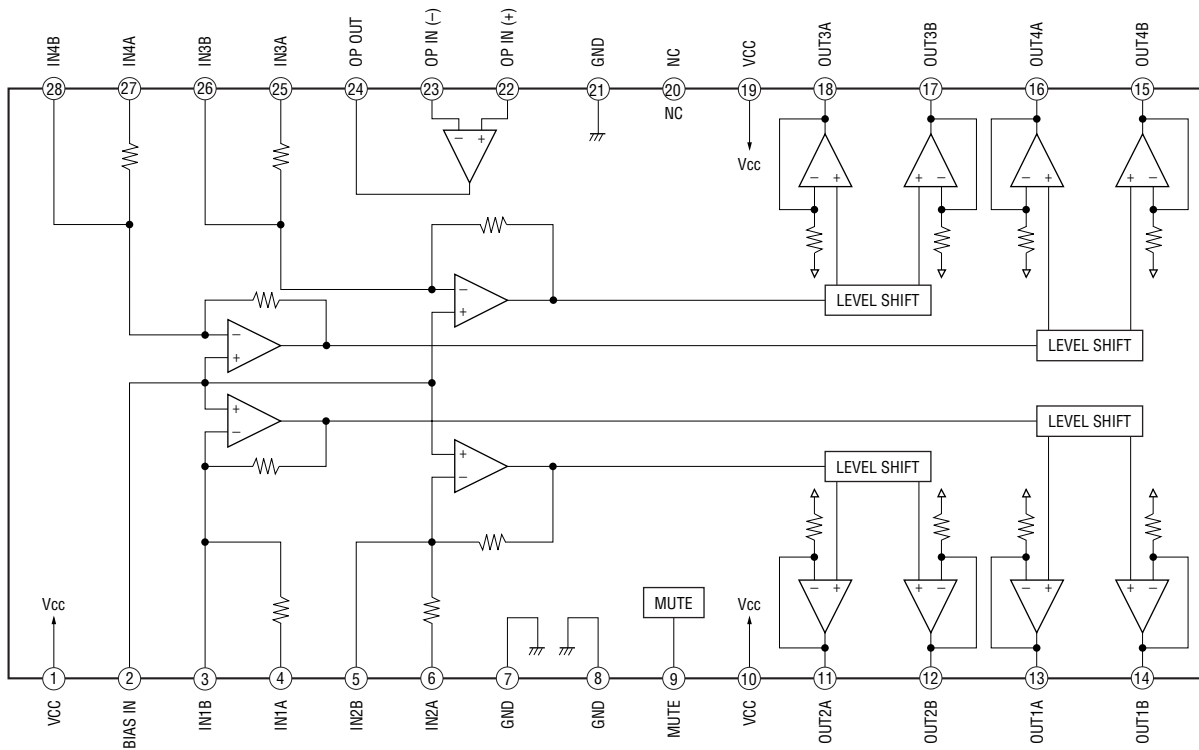 IN4B
IN4A
IN3B
IN3A
OP OUT
OP IN (−)
OP IN (+)
GND
NC
VCC
OUT3A
OUT3B
OUT4A
OUT4B
28 27 26 25 24 23 22 21 20 19 18 17 16 15
NC
− +
Vcc
− + + − − + + −
−
+
LEVEL SHIFT
−
+
LEVEL SHIFT
+
−
LEVEL SHIFT
+
−
LEVEL SHIFT
− + + − − + + −
MUTE
Vcc
Vcc
1 2 3 4 5 6 7 8 9 10 11 12 13 14
VCC
BIAS IN
IN1B
IN1A
IN2B
IN2A
GND
GND
MUTE
VCC
OUT2A
OUT2B
OUT1A
OUT1B